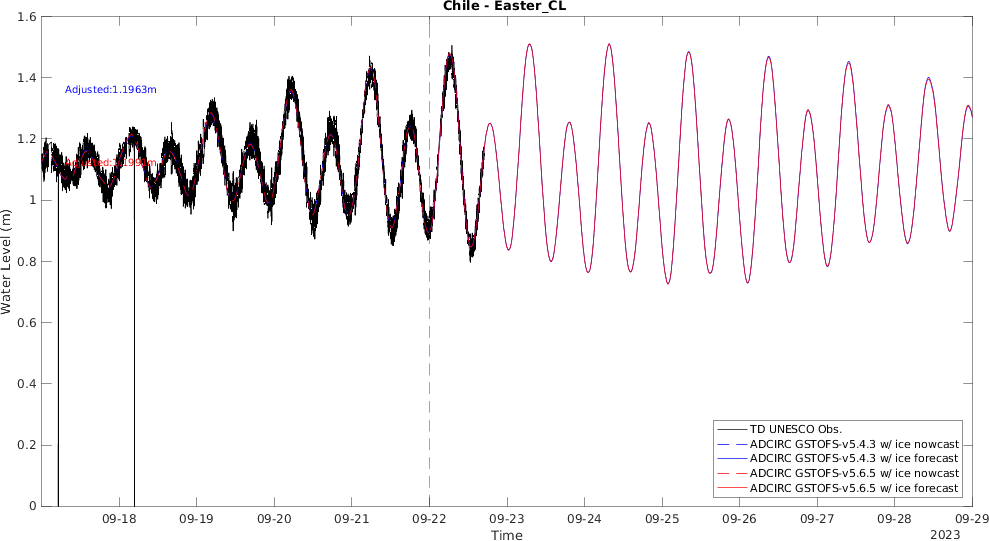 Chile - Easter_CL
1.6
1.4
1.2
1
0.8
0.6
0.4
0.2
0
Water Level (m)
Adjusted:1.1963m
TD UNESCO Obs.
ADCIRC GSTOFS-v5.4.3 w/ ice nowcast
ADCIRC GSTOFS-v5.4.3 w/ ice forecast
ADCIRC GSTOFS-v5.6.5 w/ ice nowcast
ADCIRC GSTOFS-v5.6.5 w/ ice forecast
09-18
09-19
09-20
09-21
09-22
09-23
09-24
09-25
09-26
09-27
09-28
09-29
Time
2023